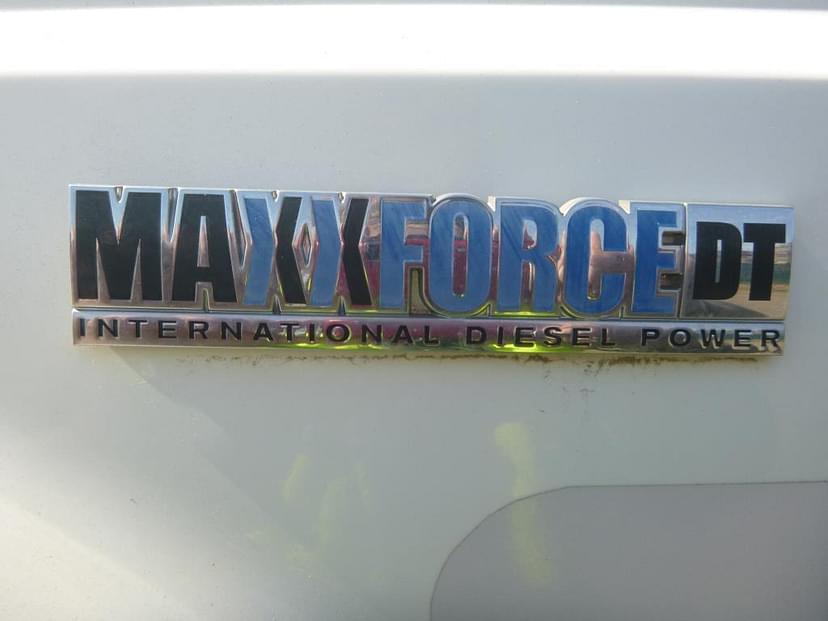 MAXXFORCE DT
INTERNATIONAL DIESEL POWER